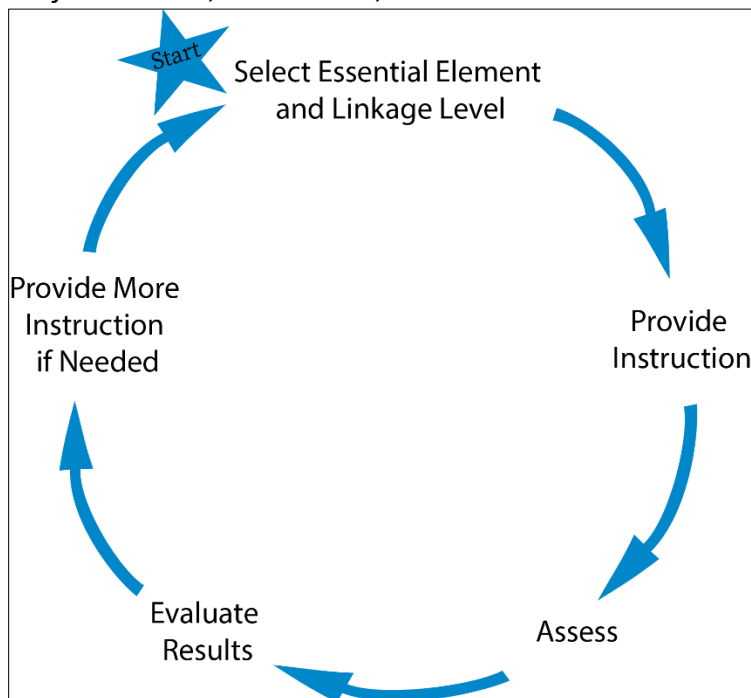 Start
Select Essential Element
and Linkage Level
Provide
Instruction
Assess
Evaluate
Results
Provide More
Instruction
if Needed